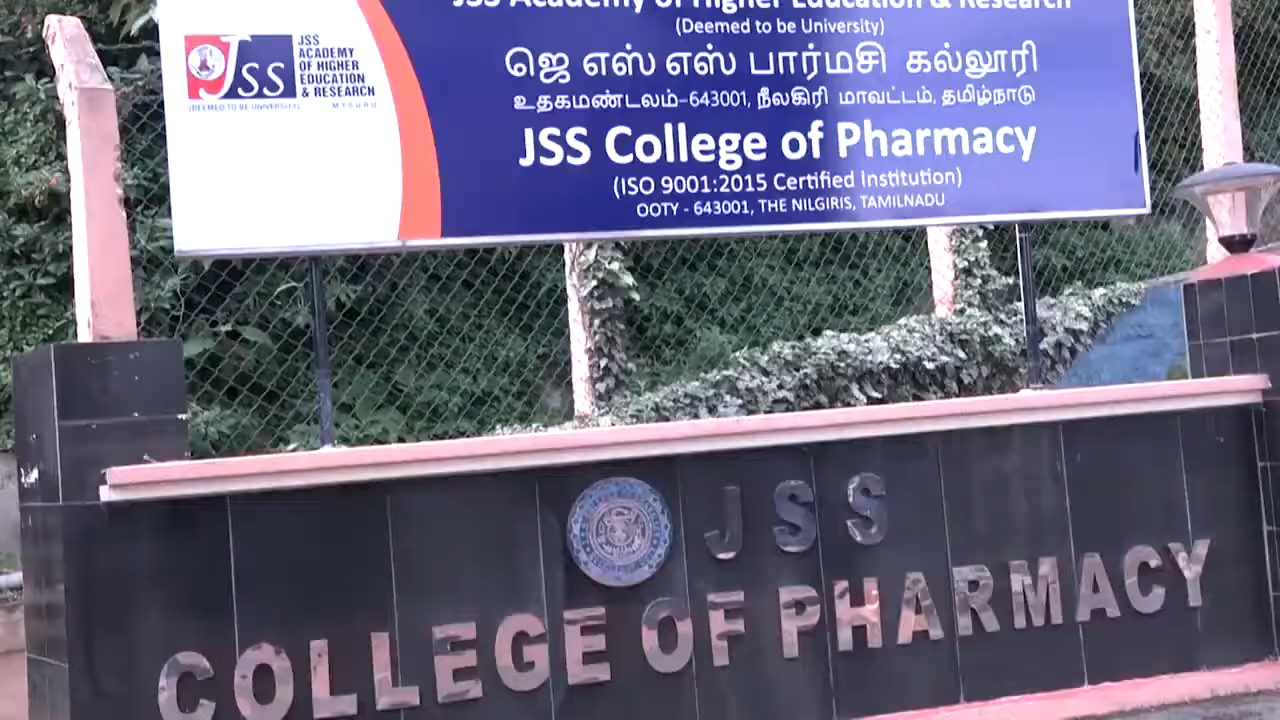 JSS Academy of Higher Education & Research
(Deemed to be University)
ஜெ எஸ் எஸ் பார்மசி கல்லூரி
உதகமண்டலம்-643001, நீலகிரி மாவட்டம், தமிழ்நாடு
JSS College of Pharmacy
(ISO 9001:2015 Certified Institution)
OOTY - 643001, THE NILGIRIS, TAMILNADU
JSS
JSS
ACADEMY
OF HIGHER
EDUCATION
& RESEARCH
(DEEMED TO BE UNIVERSITY) MYSURU
JSS
COLLEGE OF PHARMACY